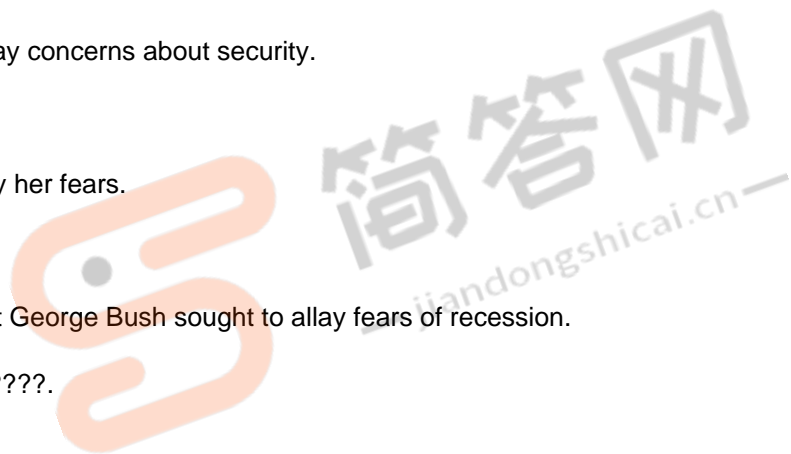 ay concerns about security.
y her fears.
t George Bush sought to allay fears of recession.
???.
简答网
—jiandongshicai.cn—